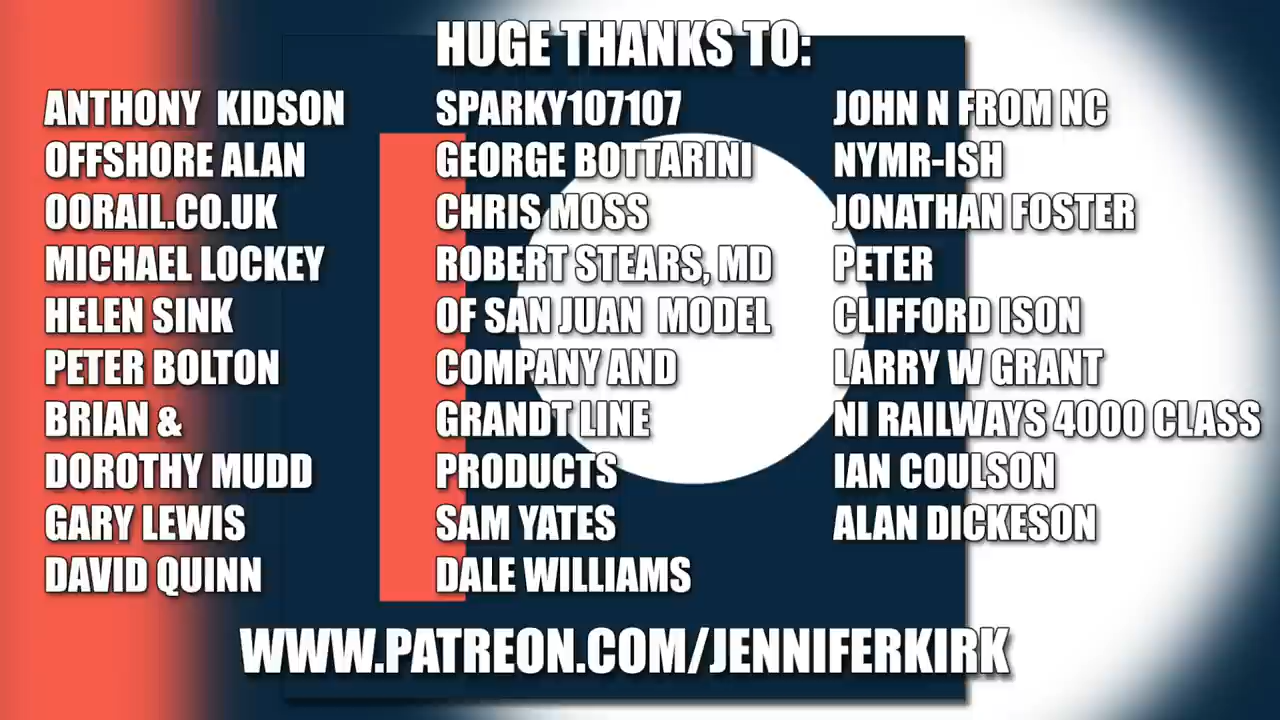 HUGE THANKS TO:
ANTHONY KIDSON
OFFSHORE ALAN
OORAIL.CO.UK
MICHAEL LOCKEY
HELEN SINK
PETER BOLTON
BRIAN &
DOROTHY MUDD
GARY LEWIS
DAVID QUINN
SPARKY107107
GEORGE BOTTARINI
CHRIS MOSS
ROBERT STEARS, MD
OF SAN JUAN MODEL
COMPANY AND
GRANDT LINE
PRODUCTS
SAM YATES
DALE WILLIAMS
JOHN N FROM NC
NYMR-ISH
JONATHAN FOSTER
PETER
CLIFFORD ISON
LARRY W GRANT
NI RAILWAYS 4000 CLASS
IAN COULSON
ALAN DICKESON
WWW.PATREON.COM/JENNIFERKIRK